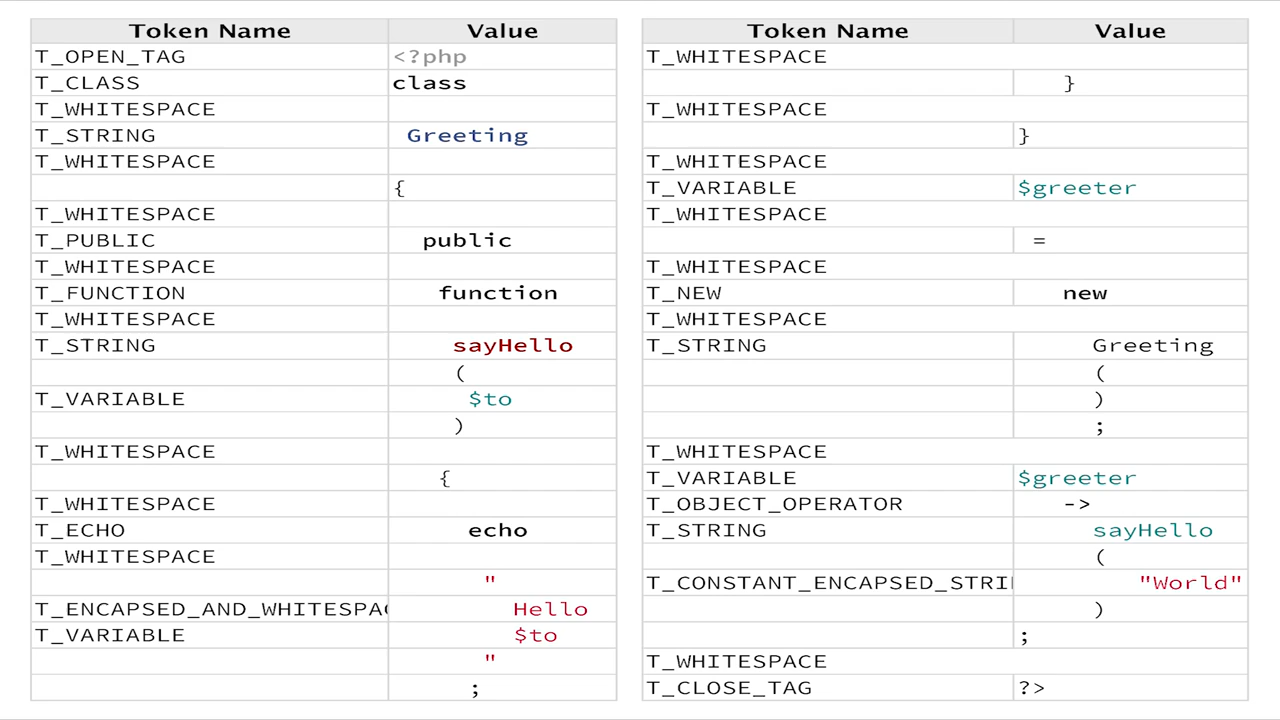 Token Name Value
T_OPEN_TAG <?php
T_CLASS class
T_WHITESPACE
T_STRING Greeting
T_WHITESPACE
{
T_WHITESPACE
T_PUBLIC public
T_WHITESPACE
T_FUNCTION function
T_WHITESPACE
T_STRING sayHello
(
T_VARIABLE $to
)
T_WHITESPACE
{
T_WHITESPACE
T_ECHO echo
T_WHITESPACE
"
T_ENCAPSED_AND_WHITESPAC Hello
T_VARIABLE $to
"
;
Token Name Value
T_WHITESPACE
}
T_WHITESPACE
}
T_WHITESPACE
T_VARIABLE $greeter
T_WHITESPACE
=
T_WHITESPACE
T_NEW new
T_WHITESPACE
T_STRING Greeting
(
)
;
T_WHITESPACE
T_VARIABLE $greeter
T_OBJECT_OPERATOR ->
T_STRING sayHello
(
T_CONSTANT_ENCAPSED_STRI "World"
)
;
T_WHITESPACE
T_CLOSE_TAG ?>